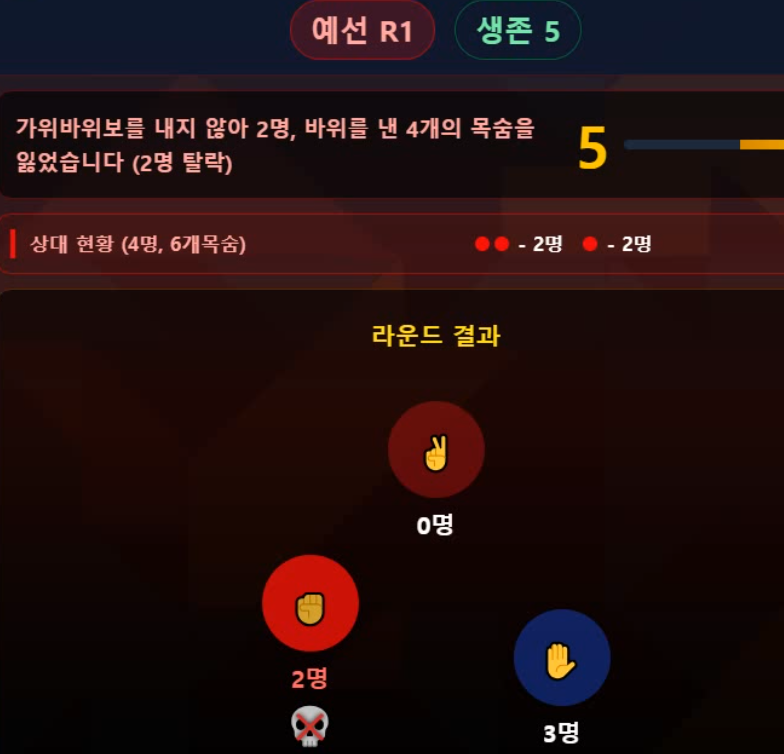 예선 R1
생존 5
가위바위보를 내지 않아 2명, 바위를 낸 4개의 목숨을
잃었습니다 (2명 탈락)
5
상대 현황 (4명, 6개목숨)
- 2명
- 2명
라운드 결과
0명
2명
3명